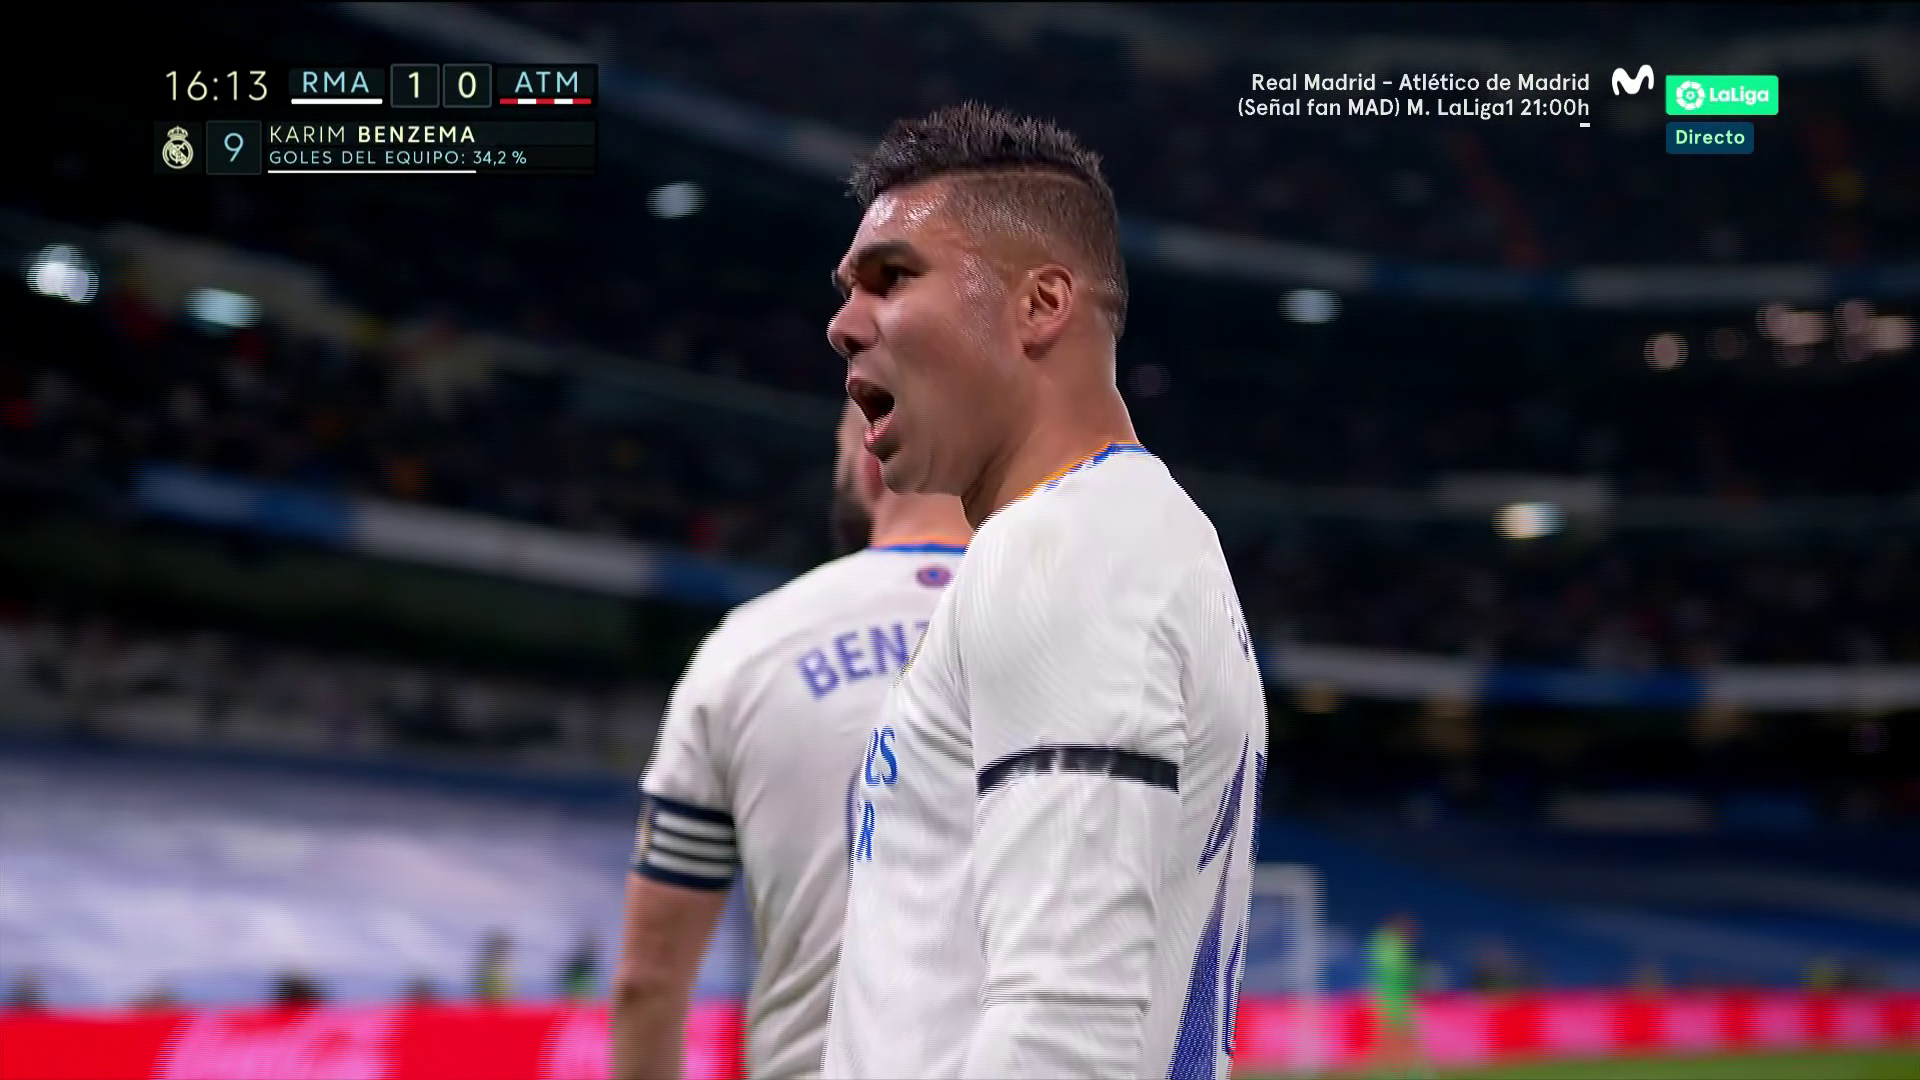 16:13 RMA 1 0 ATM
9 KARIM BENZEMA
GOLES DEL EQUIPO: 34,2 %
Real Madrid - Atlético de Madrid
(Señal fan MAD) M. LaLiga1 21:00h
LaLiga
Directo
BENZ